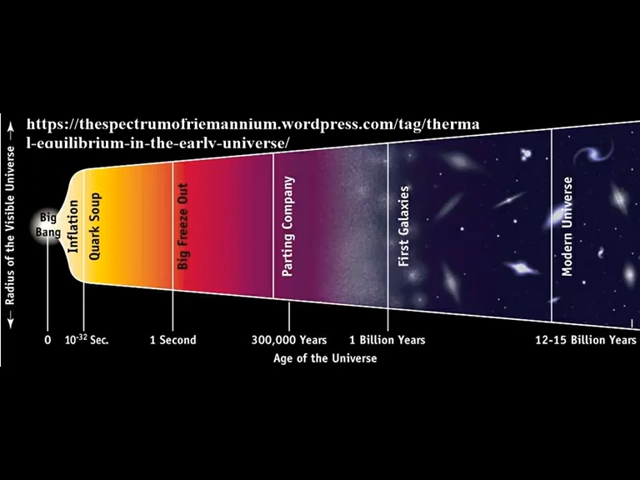 https://thespectrumofriemannium.wordpress.com/tag/therma
l-equilibrium-in-the-early-universe/
Radius of the Visible Universe
Big
Bang
Inflation
Quark Soup
Big Freeze Out
Parting Company
First Galaxies
Modern Universe
0
10-32 Sec.
1 Second
300,000 Years
1 Billion Years
12-15 Billion Years
Age of the Universe